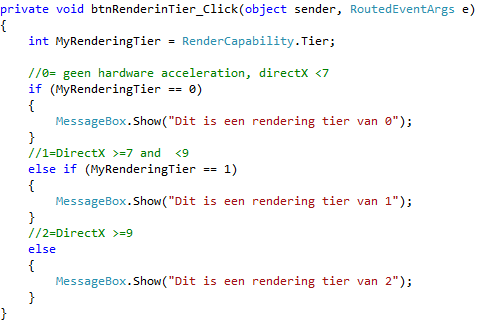 private void btnRenderinTier_Click(object sender, RoutedEventArgs e)
{
    int MyRenderingTier = RenderCapability.Tier;

    //0= geen hardware acceleration, directX <7
    if (MyRenderingTier == 0)
    {
        MessageBox.Show("Dit is een rendering tier van 0");
    }
    //1=DirectX >=7 and  <9
    else if (MyRenderingTier == 1)
    {
        MessageBox.Show("Dit is een rendering tier van 1");
    }
    //2=DirectX >=9
    else
    {
        MessageBox.Show("Dit is een rendering tier van 2");
    }
}